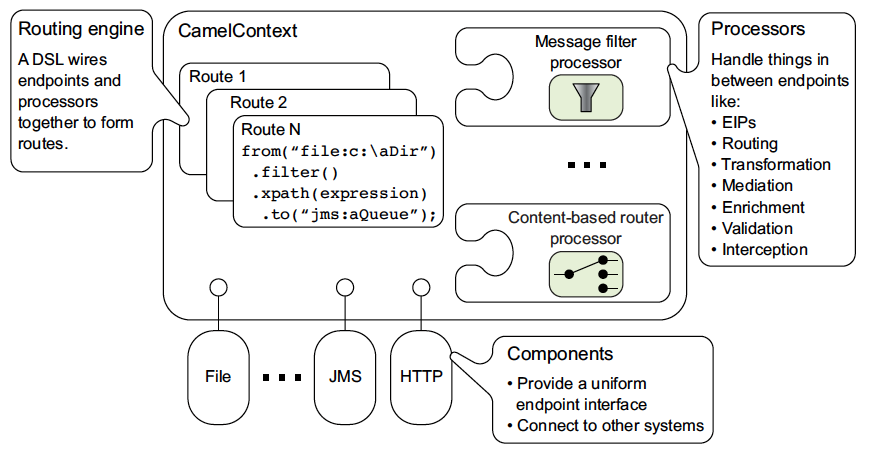 Routing engine
A DSL wires
endpoints and
processors
together to form
routes.
CamelContext
Route 1
Route 2
Route N
from(“file:c:\aDir”)
.filter()
.xpath(expression)
.to(“jms:aQueue”);
Message filter
processor
Content-based router
processor
Processors
Handle things in
between endpoints
like:
• EIPs
• Routing
• Transformation
• Mediation
• Enrichment
• Validation
• Interception
File
JMS
HTTP
Components
• Provide a uniform
endpoint interface
• Connect to other systems